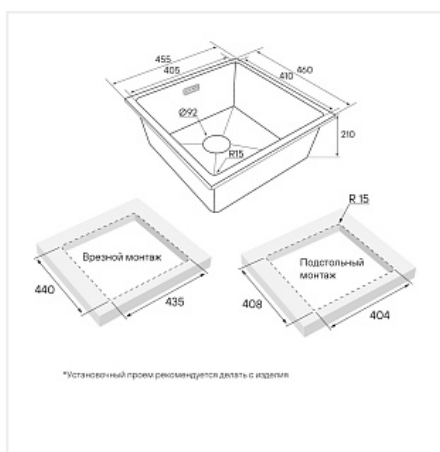 455
405
460
410
Ø92
210
R15
R 15
Врезной монтаж
Подстольный
монтаж
440
435
408
404
*Установочный проем рекомендуется делать с изделия